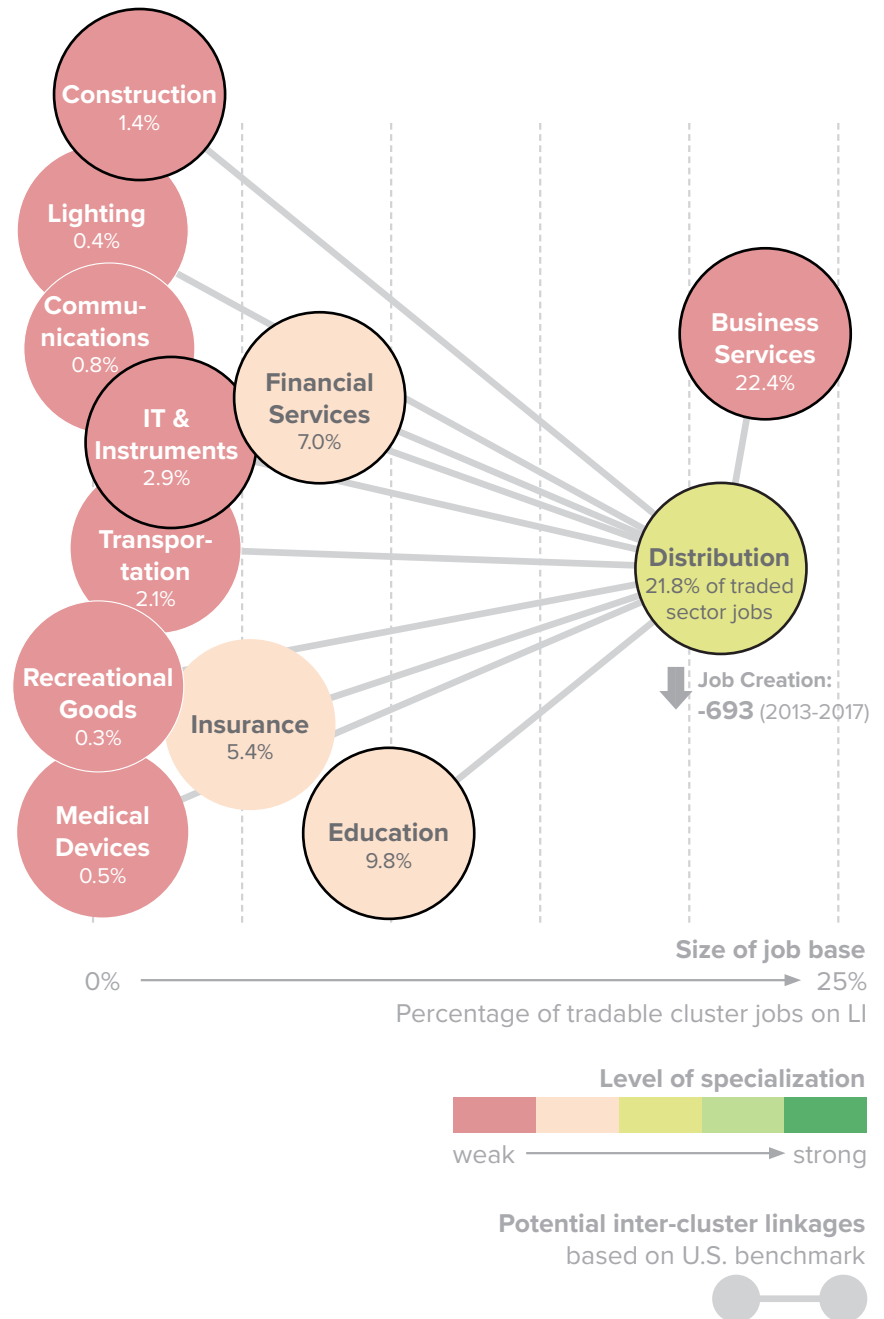 Construction
1.4%
Lighting
0.4%
Commu-
nications
0.8%
Financial
Services
7.0%
Business
Services
22.4%
IT &
Instruments
2.9%
Transpor-
tation
2.1%
Distribution
21.8% of traded
sector jobs
Job Creation:
-693 (2013-2017)
Recreational
Goods
0.3%
Insurance
5.4%
Medical
Devices
0.5%
Education
9.8%
Size of job base
0% 25%
Percentage of tradable cluster jobs on LI
Level of specialization
weak strong
Potential inter-cluster linkages
based on U.S. benchmark